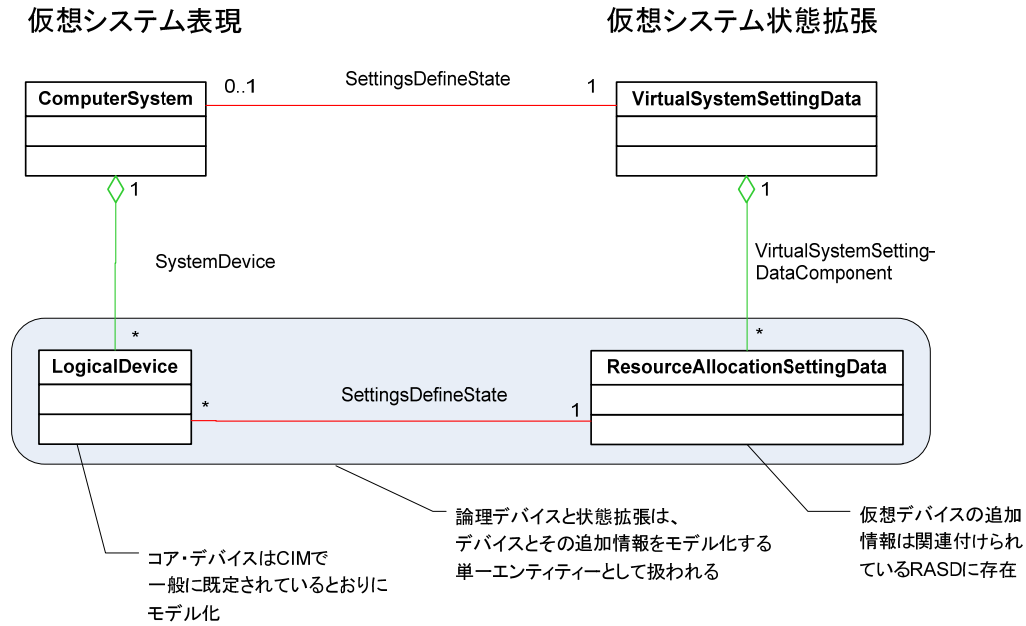 仮想システム表現
仮想システム状態拡張
ComputerSystem
0..1
SettingsDefineState
1
VirtualSystemSettingData
1
1
SystemDevice
VirtualSystemSetting-
DataComponent
*
*
LogicalDevice
ResourceAllocationSettingData
*
SettingsDefineState
1
コア・デバイスはCIMで
一般に既定されているとおりに
モデル化
論理デバイスと状態拡張は、
デバイスとその追加情報をモデル化する
単一エンティティーとして扱われる
仮想デバイスの追加
情報は関連付けられ
ているRASDに存在